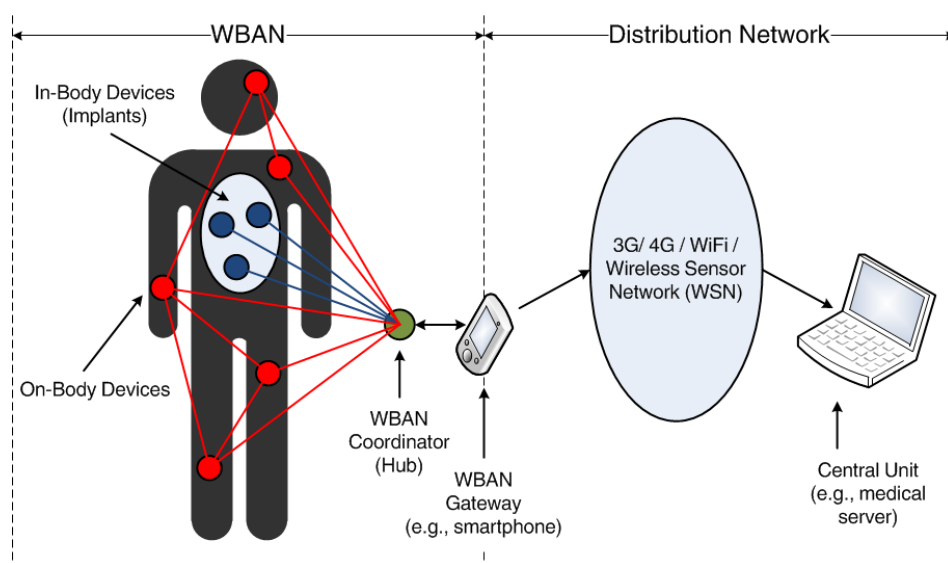 WBAN
Distribution Network
In-Body Devices
(Implants)
3G/ 4G / WiFi /
Wireless Sensor
Network (WSN)
On-Body Devices
WBAN
Coordinator
(Hub)
WBAN
Gateway
(e.g., smartphone)
Central Unit
(e.g., medical
server)